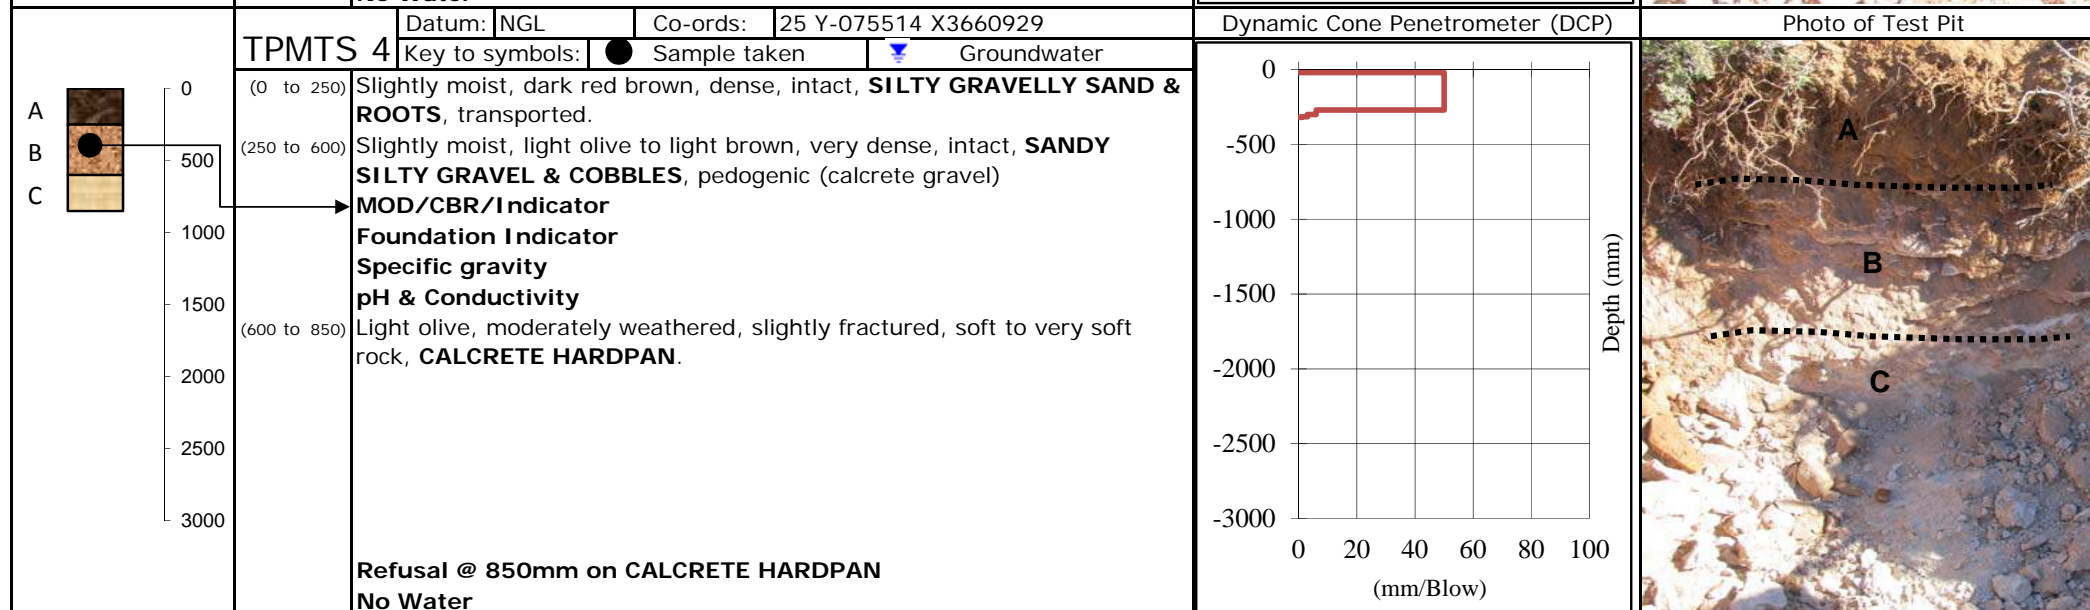 TPMTS 4
Datum: NGL Co-ords: 25 Y-075514 X3660929
Key to symbols: Sample taken Groundwater
Dynamic Cone Penetrometer (DCP)
Photo of Test Pit
A
B
C
0
500
1000
1500
2000
2500
3000
(0 to 250) Slightly moist, dark red brown, dense, intact, SILTY GRAVELLY SAND &
ROOTS, transported.
(250 to 600) Slightly moist, light olive to light brown, very dense, intact, SANDY
SILTY GRAVEL & COBBLES, pedogenic (calcrete gravel)
MOD/CBR/Indicator
Foundation Indicator
Specific gravity
pH & Conductivity
(600 to 850) Light olive, moderately weathered, slightly fractured, soft to very soft
rock, CALCRETE HARDPAN.
Refusal @ 850mm on CALCRETE HARDPAN
No Water
0
-500
-1000
-1500
-2000
-2500
-3000
0 20 40 60 80 100
(mm/Blow)
Depth (mm)
A
B
C